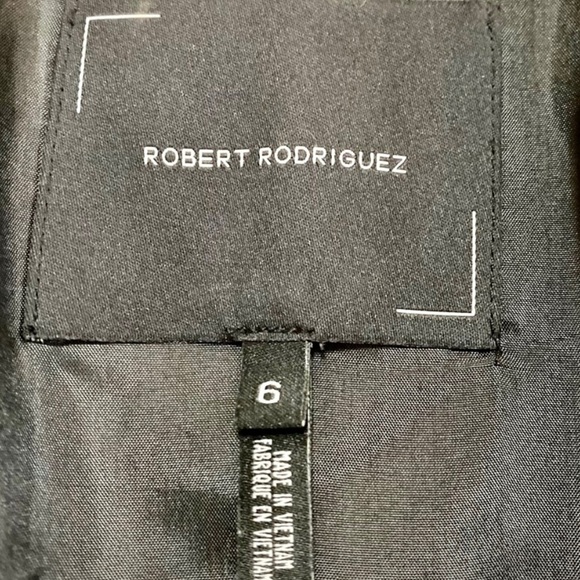 ROBERT RODRIGUEZ
6
MADE IN VIETNAM
FABRIQUE EN VIETNAM